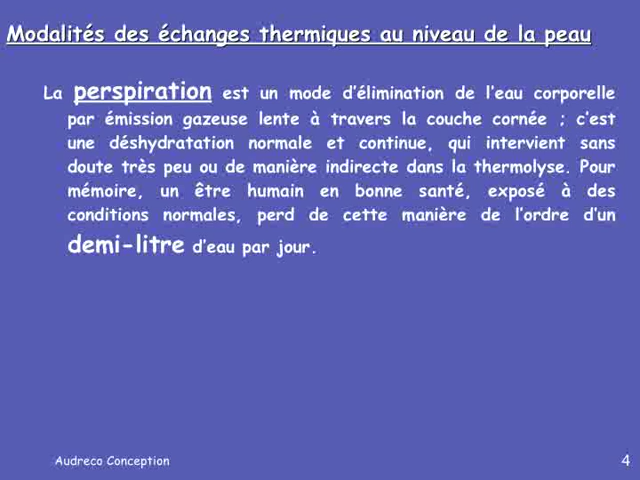 Modalités des échanges thermiques au niveau de la peau
La perspiration est un mode d’élimination de l’eau corporelle
par émission gazeuse lente à travers la couche cornée ; c’est
une déshydratation normale et continue, qui intervient sans
doute très peu ou de manière indirecte dans la thermolyse. Pour
mémoire, un être humain en bonne santé, exposé à des
conditions normales, perd de cette manière de l’ordre d’un
demi-litre d’eau par jour.
Audreco Conception
4